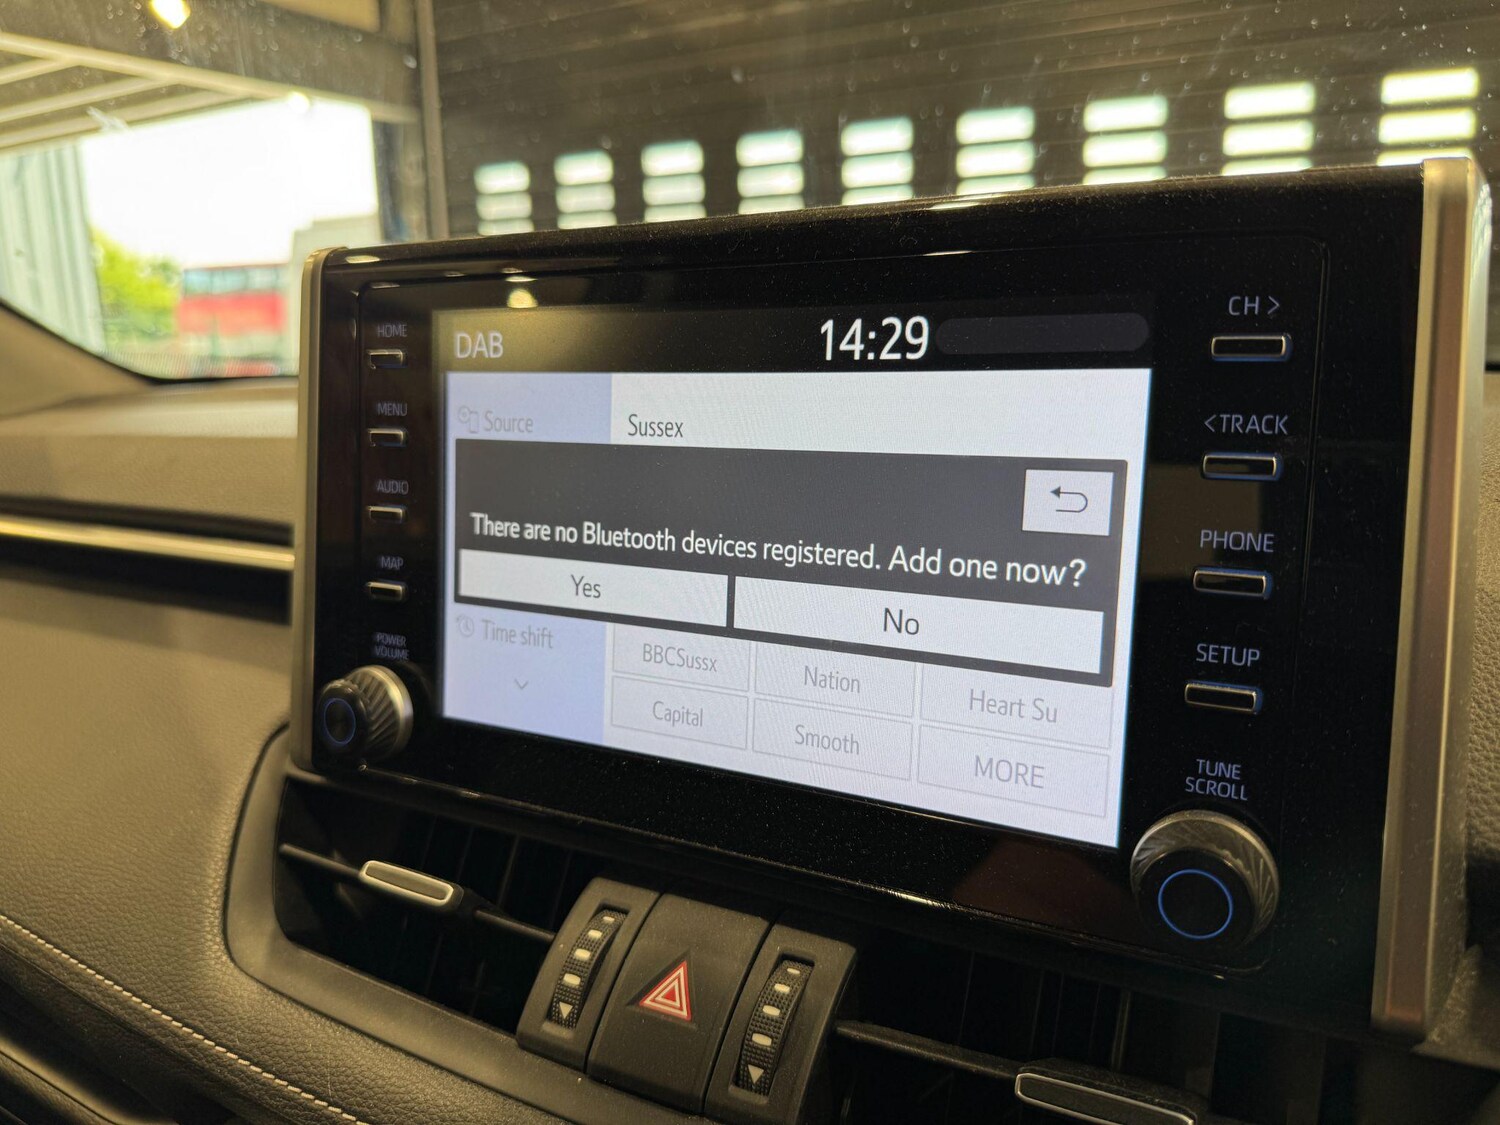 HOME
MENU
AUDIO
MAP
POWER
VOLUME
DAB
14:29
Source
Sussex
There are no Bluetooth devices registered. Add one now?
Yes
No
Time shift
BBCSussx
Nation
Heart Su
Capital
Smooth
MORE
CH >
<TRACK
PHONE
SETUP
TUNE
SCROLL